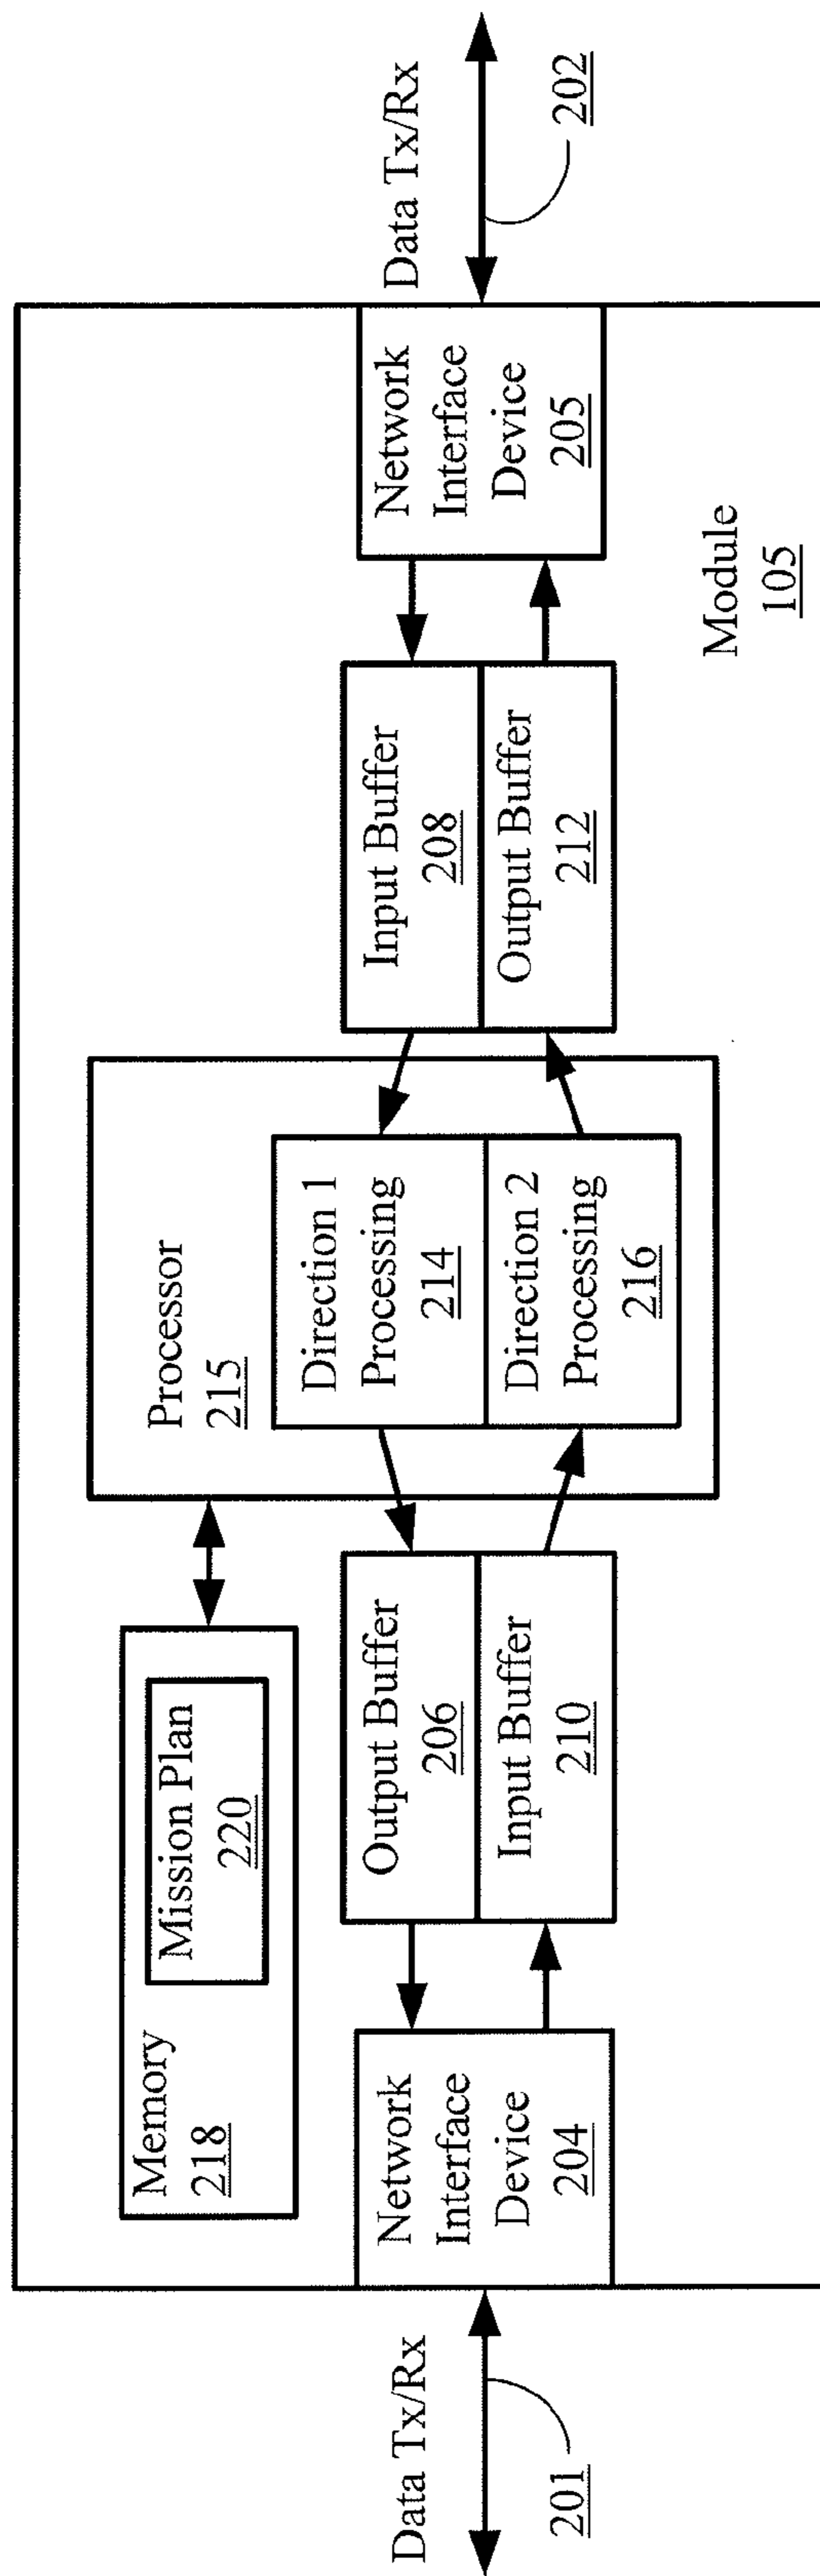 Memory
218
Mission Plan
220
Processor
215
Data Tx/Rx
201
Network
Interface
Device
204
Output Buffer
206
Input Buffer
210
Direction 1
Processing
214
Direction 2
Processing
216
Input Buffer
208
Output Buffer
212
Network
Interface
Device
205
Data Tx/Rx
202
Module
105